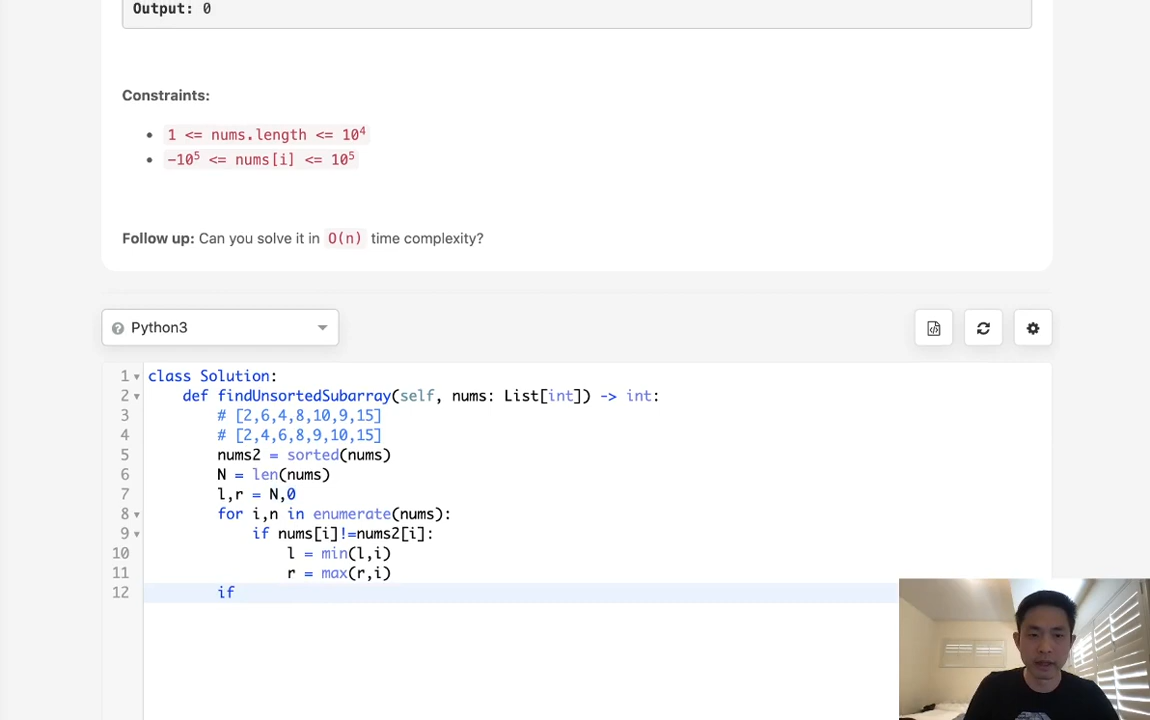 Output: 0
Constraints:
1 <= nums.length <= 10⁴
-10⁵ <= nums[i] <= 10⁵
Follow up: Can you solve it in O(n) time complexity?
Python3
1 class Solution:
2 def findUnsortedSubarray(self, nums: List[int]) -> int:
3 # [2,6,4,8,10,9,15]
4 # [2,4,6,8,9,10,15]
5 nums2 = sorted(nums)
6 N = len(nums)
7 l,r = N,0
8 for i,n in enumerate(nums):
9 if nums[i]!=nums2[i]:
10 l = min(l,i)
11 r = max(r,i)
12 if